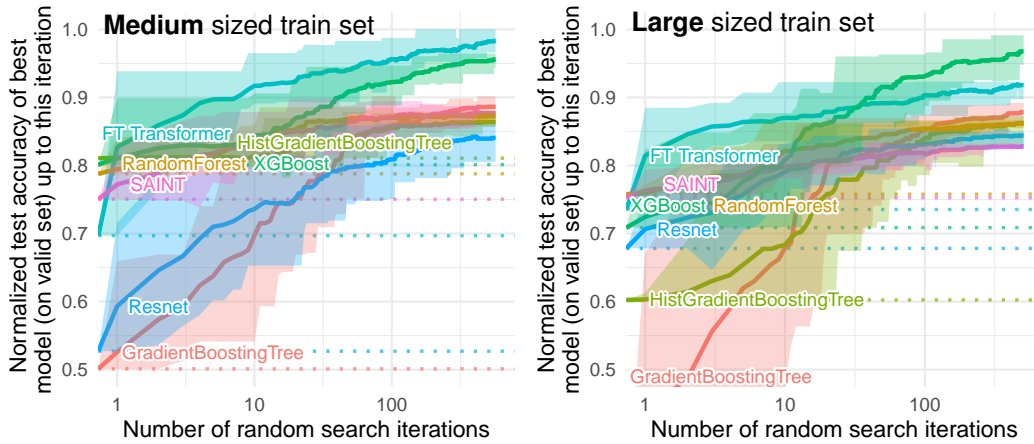 Medium sized train set
Normalized test accuracy of best
model (on valid set) up to this iteration
1.0
0.9
0.8
0.7
0.6
0.5
FT Transformer
HistGradientBoostingTree
RandomForest
XGBoost
SAINT
Resnet
GradientBoostingTree
1
10
100
Number of random search iterations
Large sized train set
Normalized test accuracy of best
model (on valid set) up to this iteration
1.0
0.9
0.8
0.7
0.6
0.5
FT Transformer
SAINT
XGBoost
RandomForest
Resnet
HistGradientBoostingTree
GradientBoostingTree
1
10
100
Number of random search iterations